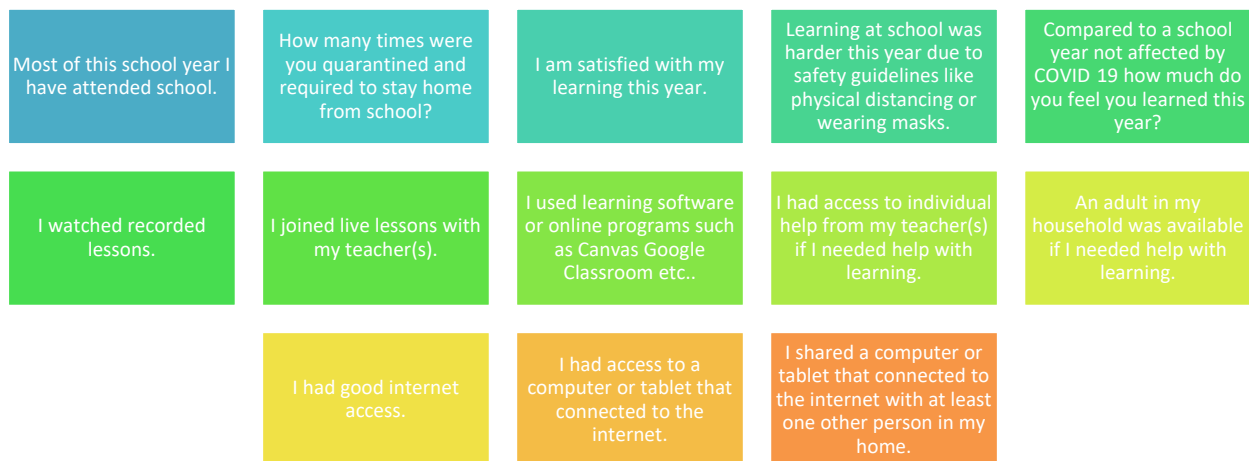 Most of this school year I
have attended school.
How many times were
you quarantined and
required to stay home
from school?
I am satisfied with my
learning this year.
Learning at school was
harder this year due to
safety guidelines like
physical distancing or
wearing masks.
Compared to a school
year not affected by
COVID 19 how much do
you feel you learned this
year?
I watched recorded
lessons.
I joined live lessons with
my teacher(s).
I used learning software
or online programs such
as Canvas Google
Classroom etc..
I had access to individual
help from my teacher(s)
if I needed help with
learning.
An adult in my
household was available
if I needed help with
learning.
I had good internet
access.
I had access to a
computer or tablet that
connected to the
internet.
I shared a computer or
tablet that connected to
the internet with at least
one other person in my
home.